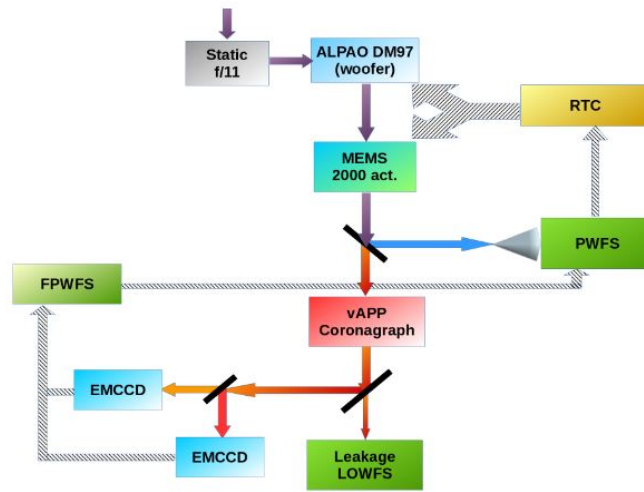 Static
f/11
ALPAO DM97
(woofer)
RTC
MEMS
2000 act.
PWFS
FPWFS
vAPP
Coronagraph
EMCCD
EMCCD
Leakage
LOWFS